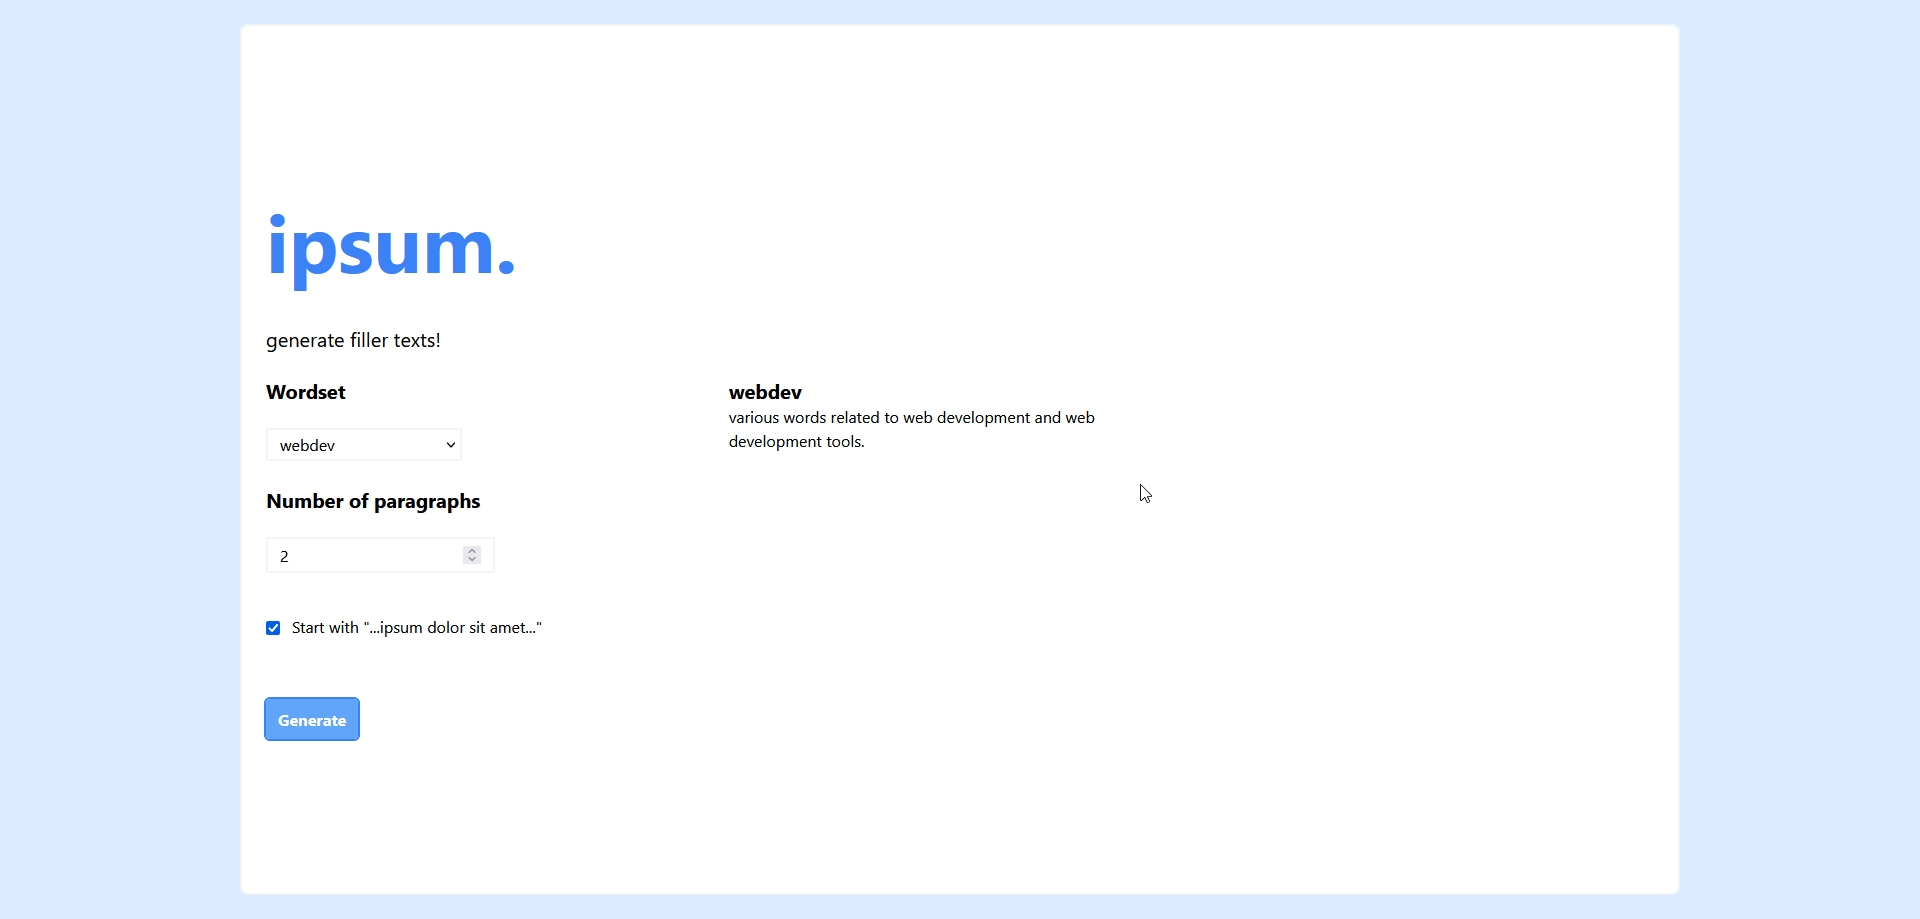 ipsum.
generate filler texts!
Wordset
webdev
Number of paragraphs
2
Start with "...ipsum dolor sit amet..."
Generate
webdev
various words related to web development and web
development tools.